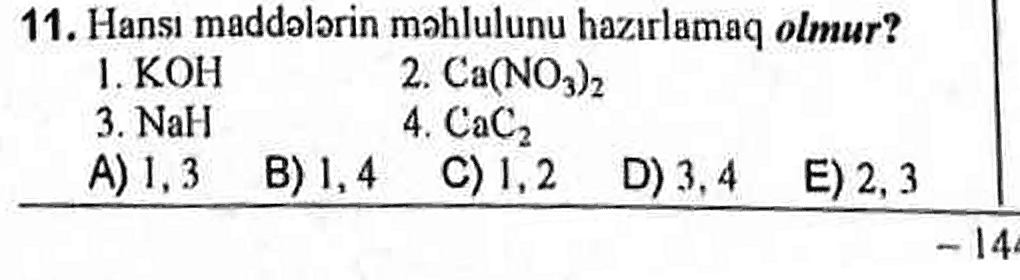 11. Hansı maddələrin məhlulunu hazırlamaq olmur?
1. KOH 2. Ca(NO₃)₂
3. NaH 4. CaC₂
A) 1, 3 B) 1, 4 C) 1, 2 D) 3, 4 E) 2, 3